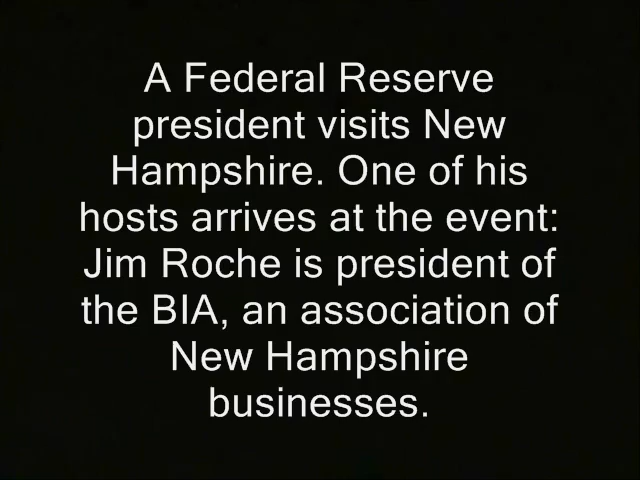 A Federal Reserve
president visits New
Hampshire. One of his
hosts arrives at the event:
Jim Roche is president of
the BIA, an association of
New Hampshire
businesses.